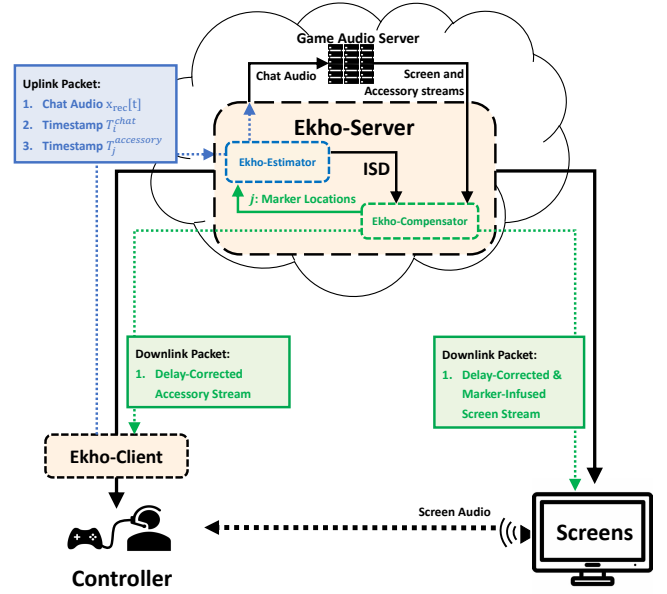 Game Audio Server
Uplink Packet:
1. Chat Audio x_rec[t]
2. Timestamp T_i^chat
3. Timestamp T_j^accessory
Chat Audio
Screen and
Accessory streams
Ekho-Server
Ekho-Estimator
ISD
j: Marker Locations
Ekho-Compensator
Downlink Packet:
1. Delay-Corrected
Accessory Stream
Downlink Packet:
1. Delay-Corrected &
Marker-Infused
Screen Stream
Ekho-Client
Screen Audio
Screens
Controller